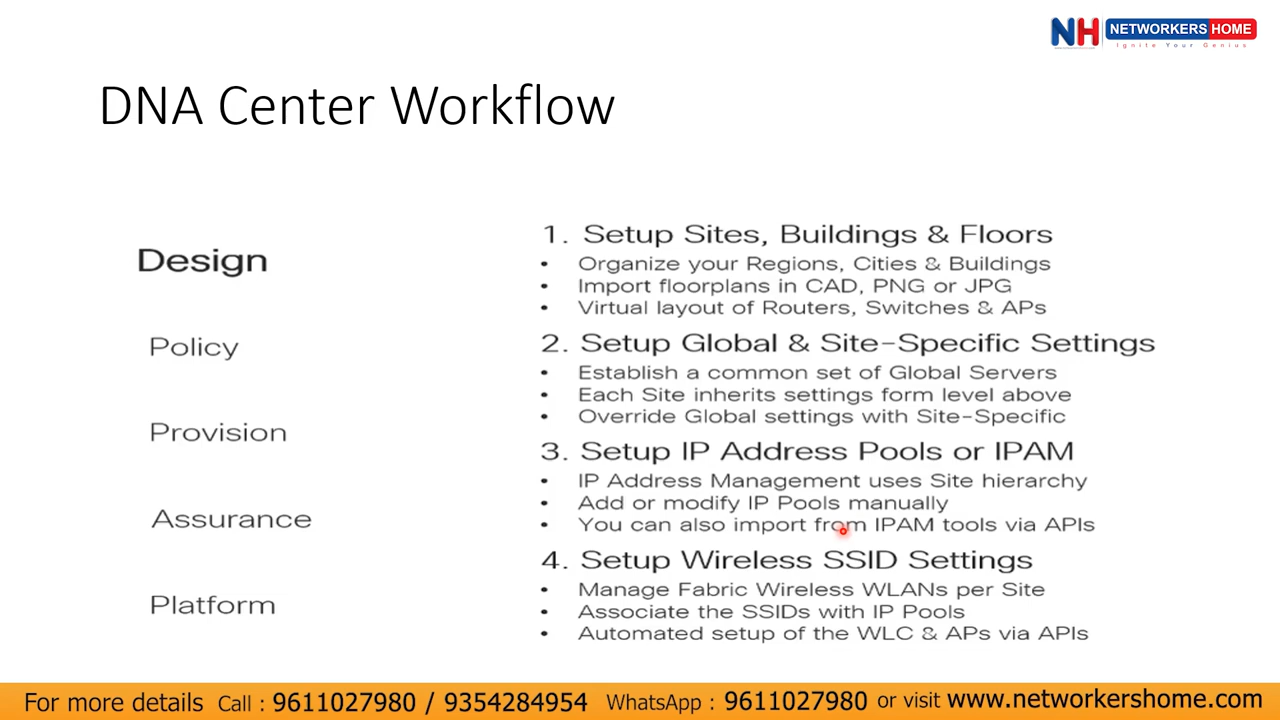 NH NETWORKERS HOME
Ignite Your Genius
DNA Center Workflow
Design
Policy
Provision
Assurance
Platform
1. Setup Sites, Buildings & Floors
• Organize your Regions, Cities & Buildings
• Import floorplans in CAD, PNG or JPG
• Virtual layout of Routers, Switches & APs
2. Setup Global & Site-Specific Settings
• Establish a common set of Global Servers
• Each Site inherits settings form level above
• Override Global settings with Site-Specific
3. Setup IP Address Pools or IPAM
• IP Address Management uses Site hierarchy
• Add or modify IP Pools manually
• You can also import from IPAM tools via APIs
4. Setup Wireless SSID Settings
• Manage Fabric Wireless WLANs per Site
• Associate the SSIDs with IP Pools
• Automated setup of the WLC & APs via APIs
For more details Call : 9611027980 / 9354284954 WhatsApp : 9611027980 or visit www.networkershome.com